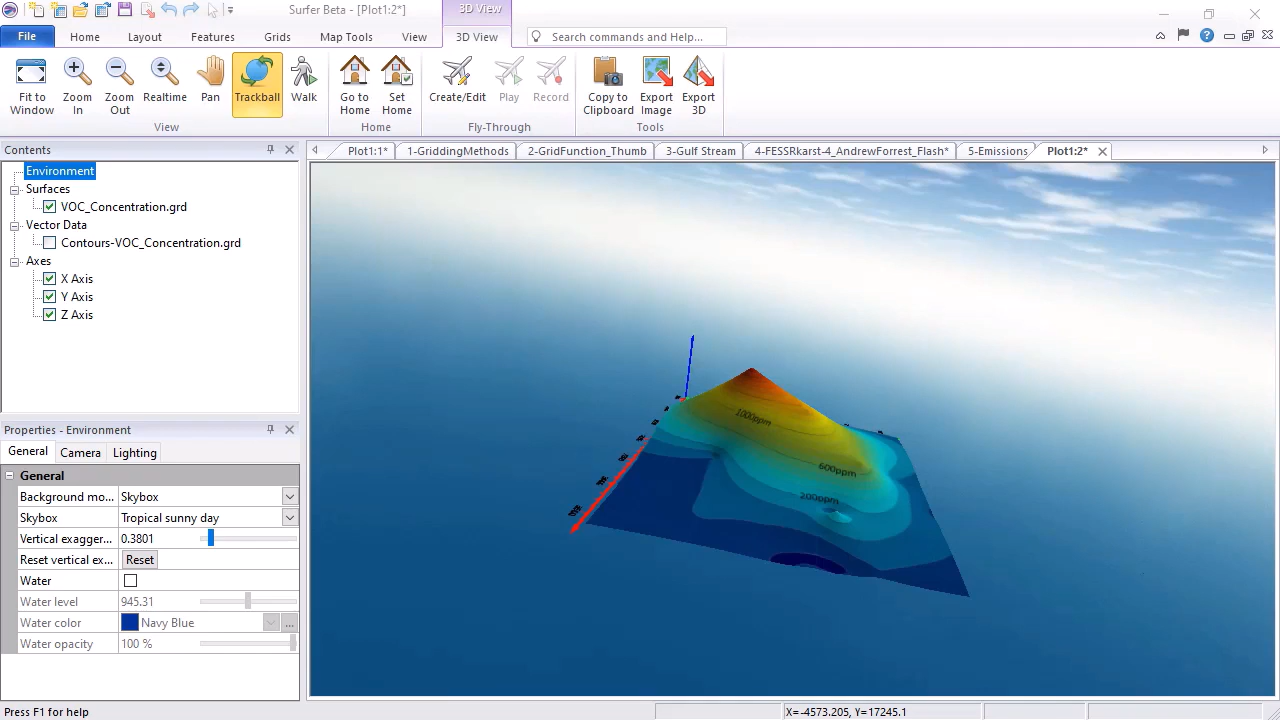 Surfer Beta - [Plot1:2*]
3D View
File
Home
Layout
Features
Grids
Map Tools
View
3D View
Search commands and Help...
Fit to Window
Zoom In
Zoom Out
Realtime
Pan
Trackball
Walk
Go to Home
Set Home
Create/Edit
Play
Record
Copy to Clipboard
Export Image
Export 3D
View
Home
Fly-Through
Tools
Contents
Environment
Surfaces
VOC_Concentration.grd
Vector Data
Contours-VOC_Concentration.grd
Axes
X Axis
Y Axis
Z Axis
Plot1:1*
1-GriddingMethods
2-GridFunction_Thumb
3-Gulf Stream
4-FESSRkarst-4_AndrewForrest_Flash*
5-Emissions
Plot1:2*
1000ppm
600ppm
200ppm
Properties - Environment
General
Camera
Lighting
General
Background mo... Skybox
Skybox Tropical sunny day
Vertical exagger... 0.3801
Reset vertical ex... Reset
Water
Water level 945.31
Water color Navy Blue ...
Water opacity 100 %
Press F1 for help
X=-4573.205, Y=17245.1